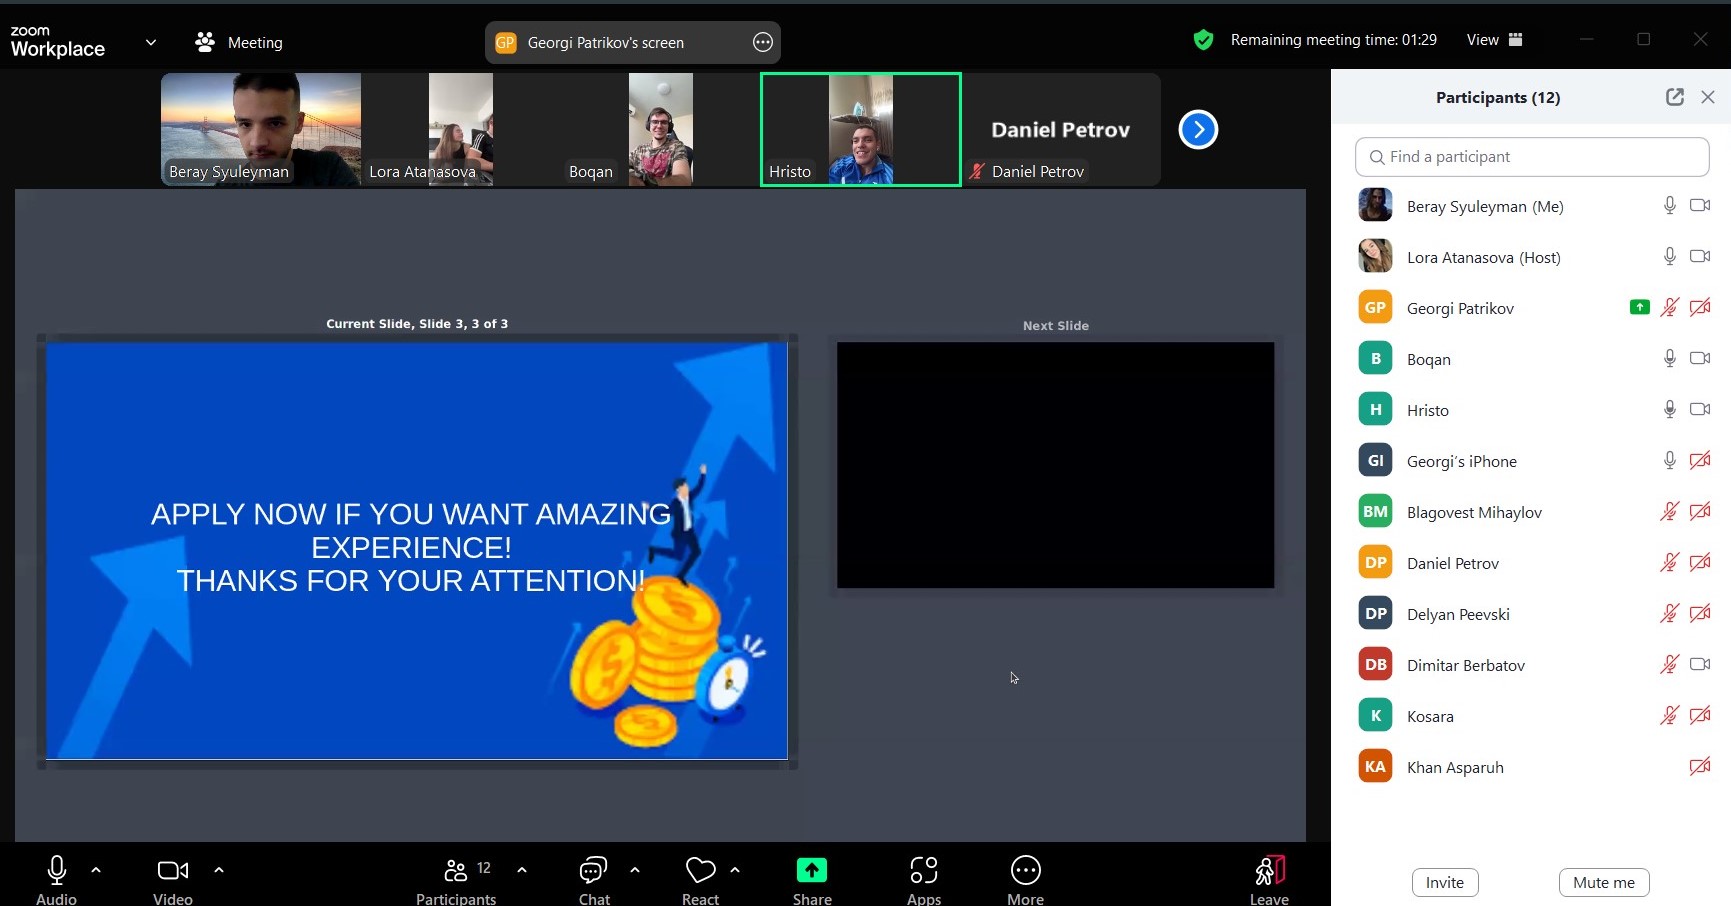 zoom
Workplace
Meeting
GP Georgi Patrikov's screen
Remaining meeting time: 01:29
View
Beray Syuleyman
Lora Atanasova
Boqan
Hristo
Daniel Petrov
Daniel Petrov
Participants (12)
Find a participant
Beray Syuleyman (Me)
Lora Atanasova (Host)
GP Georgi Patrikov
B Boqan
H Hristo
GI Georgi's iPhone
BM Blagovest Mihaylov
DP Daniel Petrov
DP Delyan Peevski
DB Dimitar Berbatov
K Kosara
KA Khan Asparuh
Invite
Mute me
Current Slide, Slide 3, 3 of 3
Next Slide
APPLY NOW IF YOU WANT AMAZING
EXPERIENCE!
THANKS FOR YOUR ATTENTION!
Audio
Video
12
Participants
Chat
React
Share
Apps
More
Leave